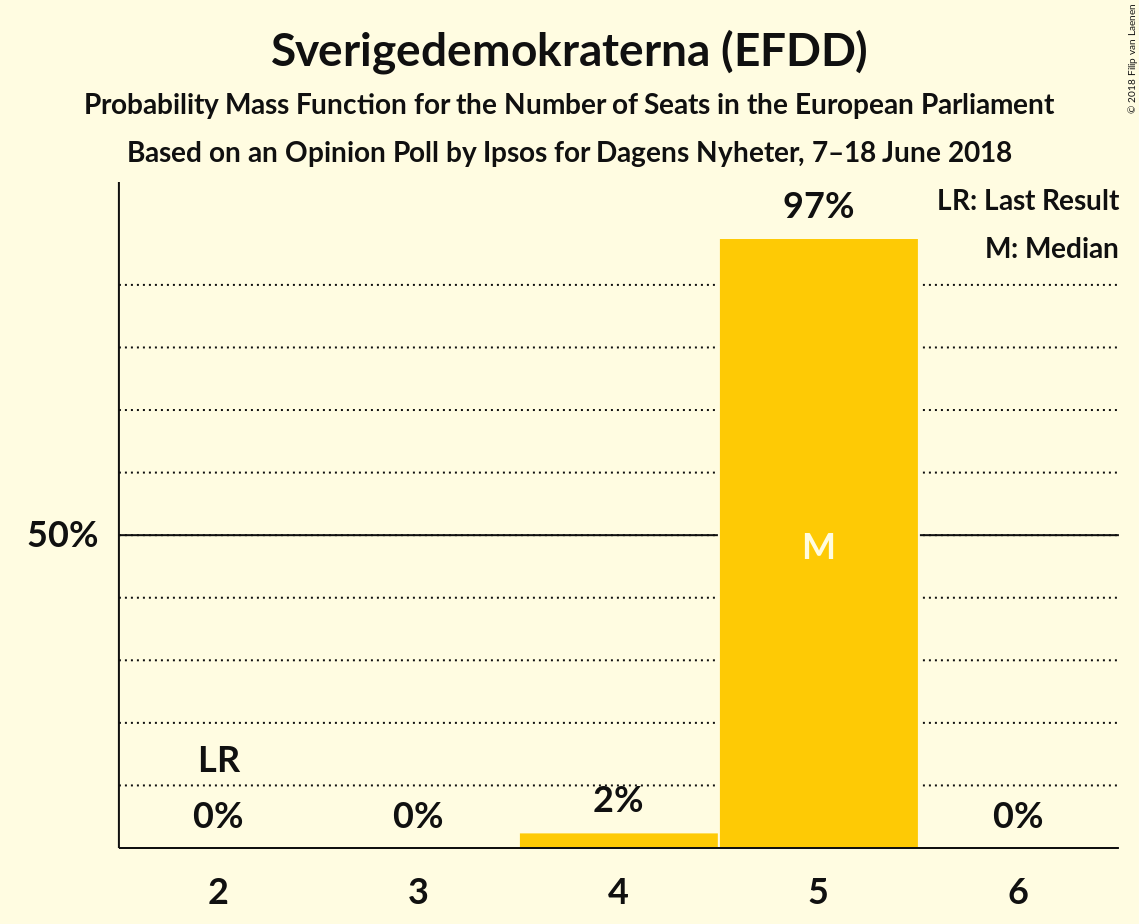 Sverigedemokraterna (EFDD)
Probability Mass Function for the Number of Seats in the European Parliament
Based on an Opinion Poll by Ipsos for Dagens Nyheter, 7–18 June 2018
© 2018 Filip van Laenen
LR: Last Result
M: Median
97%
50%
M
LR
0%
0%
2%
0%
2
3
4
5
6